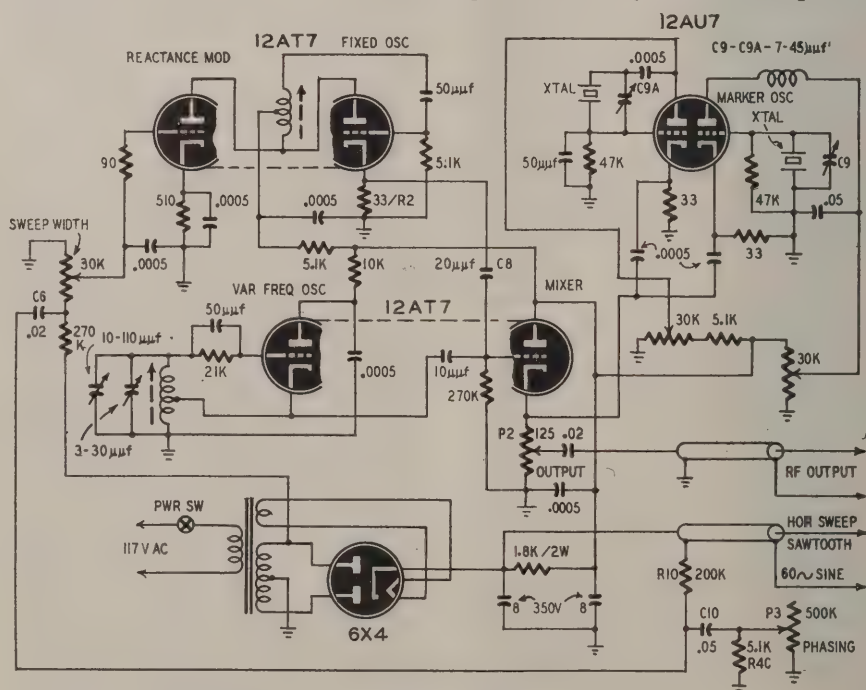 12AU7
12AT7
FIXED OSC
REACTANCE MOD
C9-C9A-7-45μμf
.0005
50μμf
XTAL
C9A
MARKER OSC
XTAL
90
5.1K
50μμf
47K
47K
C9
510
.0005
.0005
33/R2
33
.05
SWEEP WIDTH
.0005
33
30K
5.1K
10K
20μμf
C8
.0005
C6
.02
VAR FREQ OSC
12AT7
MIXER
30K
5.1K
270
K
10-110μμf
50μμf
30K
21K
.0005
10μμf
270K
3-30μμf
P2
125
.02
OUTPUT
RF OUTPUT
.0005
PWR SW
HOR SWEEP
117V AC
1.8K/2W
SAWTOOTH
R10
200K
60~SINE
8
350V
8
C10
P3
500K
6X4
.05
5.1K
PHASING
R4C